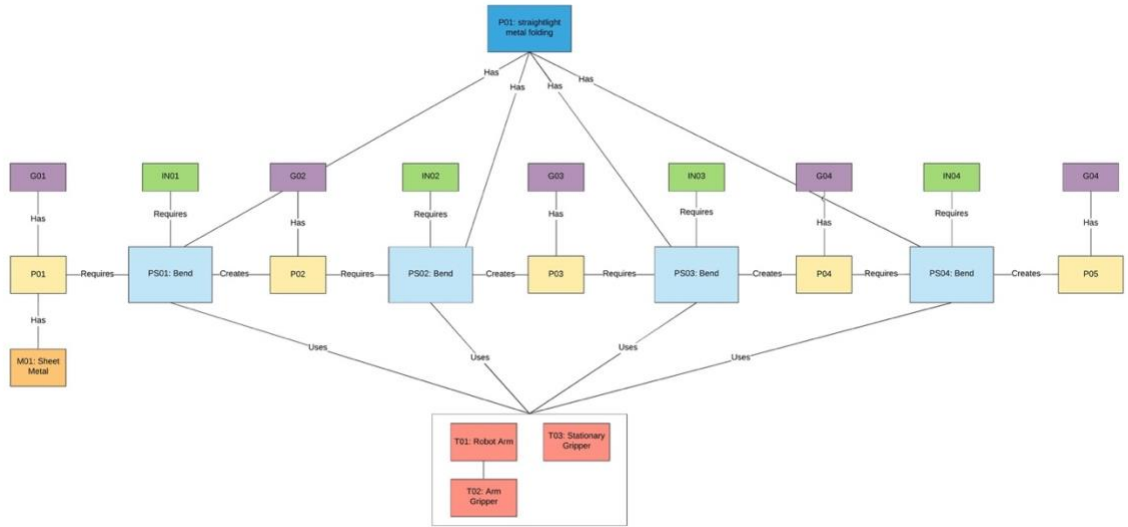 P01: straightlight
metal folding
Has
Has
Has
Has
G01
IN01
G02
IN02
G03
IN03
G04
IN04
G04
Has
Requires
Has
Requires
Has
Requires
Has
Requires
Has
P01
Requires
PS01: Bend
Creates
P02
Requires
PS02: Bend
Creates
P03
Requires
PS03: Bend
Creates
P04
Requires
PS04: Bend
Creates
P05
Has
M01: Sheet
Metal
Uses
Uses
Uses
Uses
T01: Robot Arm
T03: Stationary
Gripper
T02: Arm
Gripper